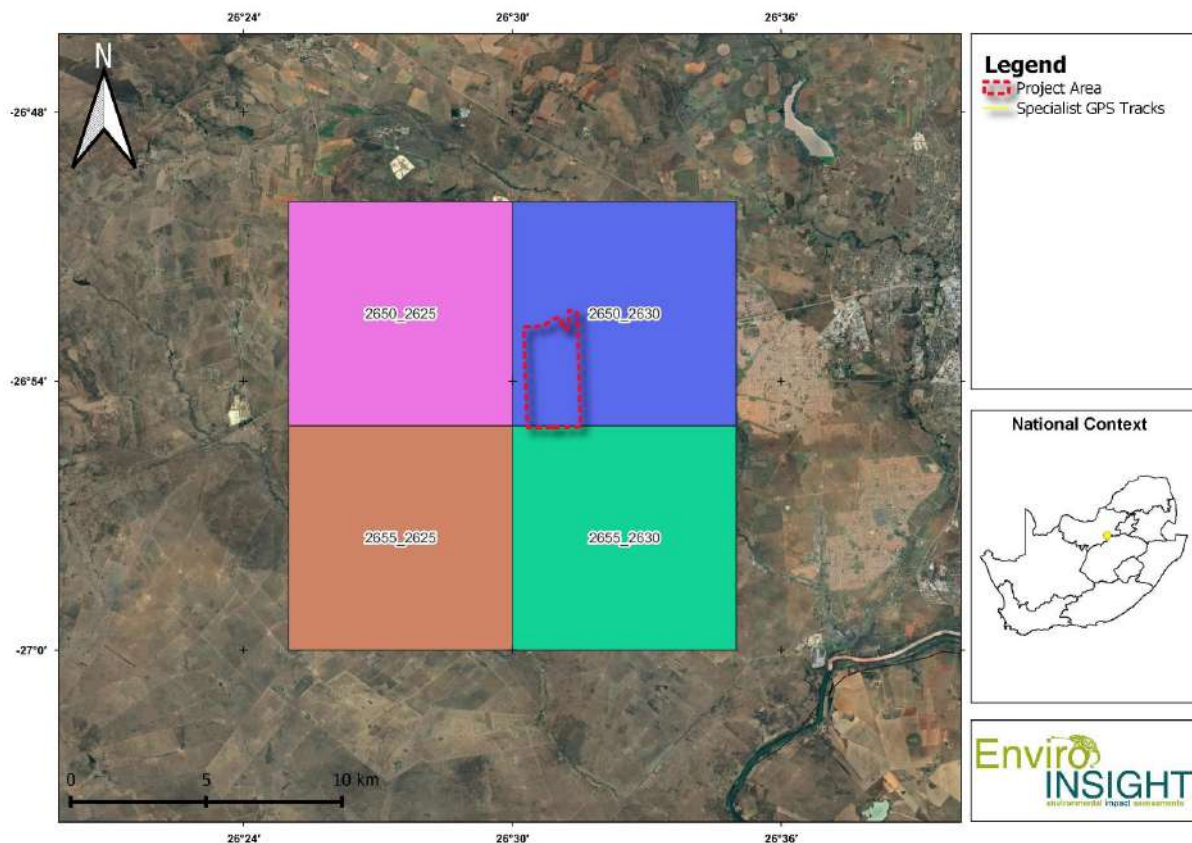 26°24'
26°30'
26°36'
N
-26°48'
-26°54'
-27°0'
2650_2625
2650_2630
2655_2625
2655_2630
0 5 10 km
26°24'
26°30'
26°36'
Legend
Project Area
Specialist GPS Tracks
National Context
Enviro
INSIGHT
environmental impact assessments